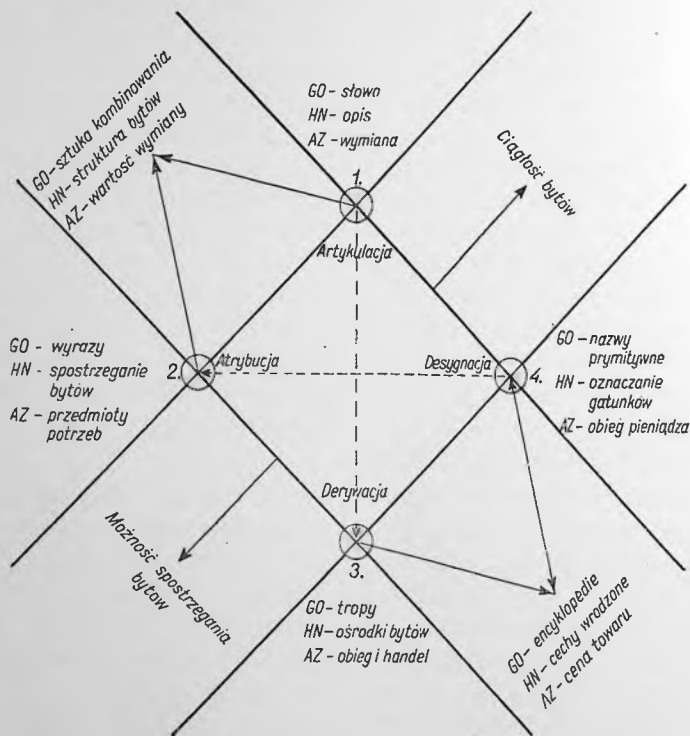 GO - sztuka kombinowania
HN - struktura bytów
AZ - wartość wymiany
GO - słowo
HN - opis
AZ - wymiana
1.
Artykulacja
Ciągłość bytów
GO - wyrazy
HN - spostrzeganie
bytów
AZ - przedmioty
potrzeb
2.
Atrybucja
Desygnacja
4.
GO - nazwy
prymitywne
HN - oznaczanie
gatunków
AZ - obieg pieniądza
Możność spostrzegania
bytów
Derywacja
3.
GO - tropy
HN - ośrodki bytów
AZ - obieg i handel
GO - encyklopedie
HN - cechy wrodzone
AZ - cena towaru